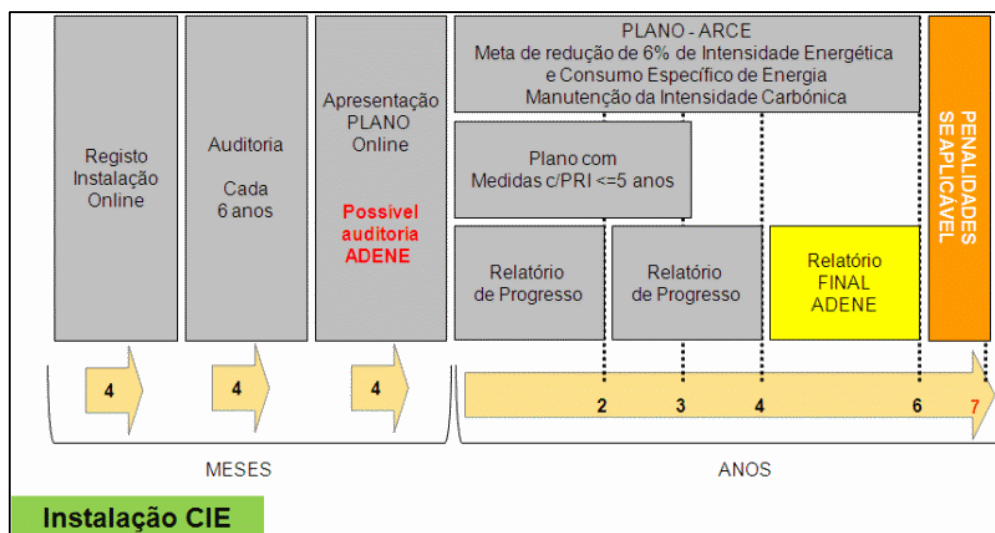 Registo
Instalação
Online
Auditoria
Cada
6 anos
Apresentação
PLANO
Online
Possível
auditoria
ADENE
PLANO - ARCE
Meta de redução de 6% de Intensidade Energética
e Consumo Específico de Energia
Manutenção da Intensidade Carbónica
Plano com
Medidas c/PRI <=5 anos
Relatório
de Progresso
Relatório
de Progresso
Relatório
FINAL
ADENE
PENALIDADES
SE APLICÁVEL
4
4
4
2
3
4
6
7
MESES
ANOS
Instalação CIE